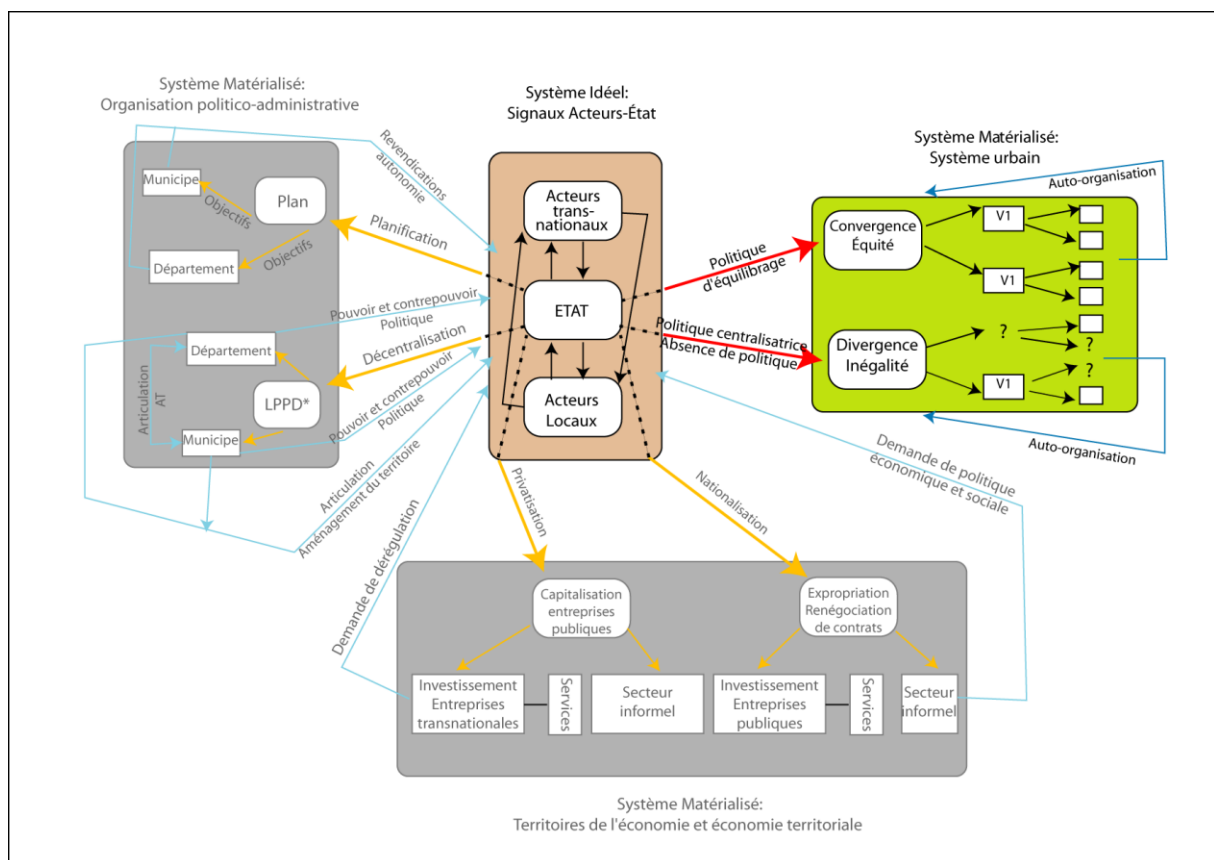 Système Matérialisé:
Organisation politico-administrative
Municipe
Objectifs
Plan
Objectifs
Département
Département
Articulation
AT
LPPD*
Municipe
Revendications
autonomie
Planification
Pouvoir et contrepouvoir
Politique
Décentralisation
Pouvoir et contrepouvoir
Politique
Articulation
Aménagement du territoire
Demande de dérégulation
Système Idéel:
Signaux Acteurs-État
Acteurs
trans-
nationaux
ETAT
Acteurs
Locaux
Politique
d'équilibrage
Politique centralisatrice
Absence de politique
Système Matérialisé:
Système urbain
Auto-organisation
Convergence
Équité
V1
V1
Divergence
Inégalité
?
?
?
V1
Auto-organisation
Demande de politique
économique et sociale
Privatisation
Nationalisation
Capitalisation
entreprises
publiques
Expropriation
Renégociation
de contrats
Investissement
Entreprises
transnationales
Services
Secteur
informel
Investissement
Entreprises
publiques
Services
Secteur
informel
Système Matérialisé:
Territoires de l'économie et économie territoriale